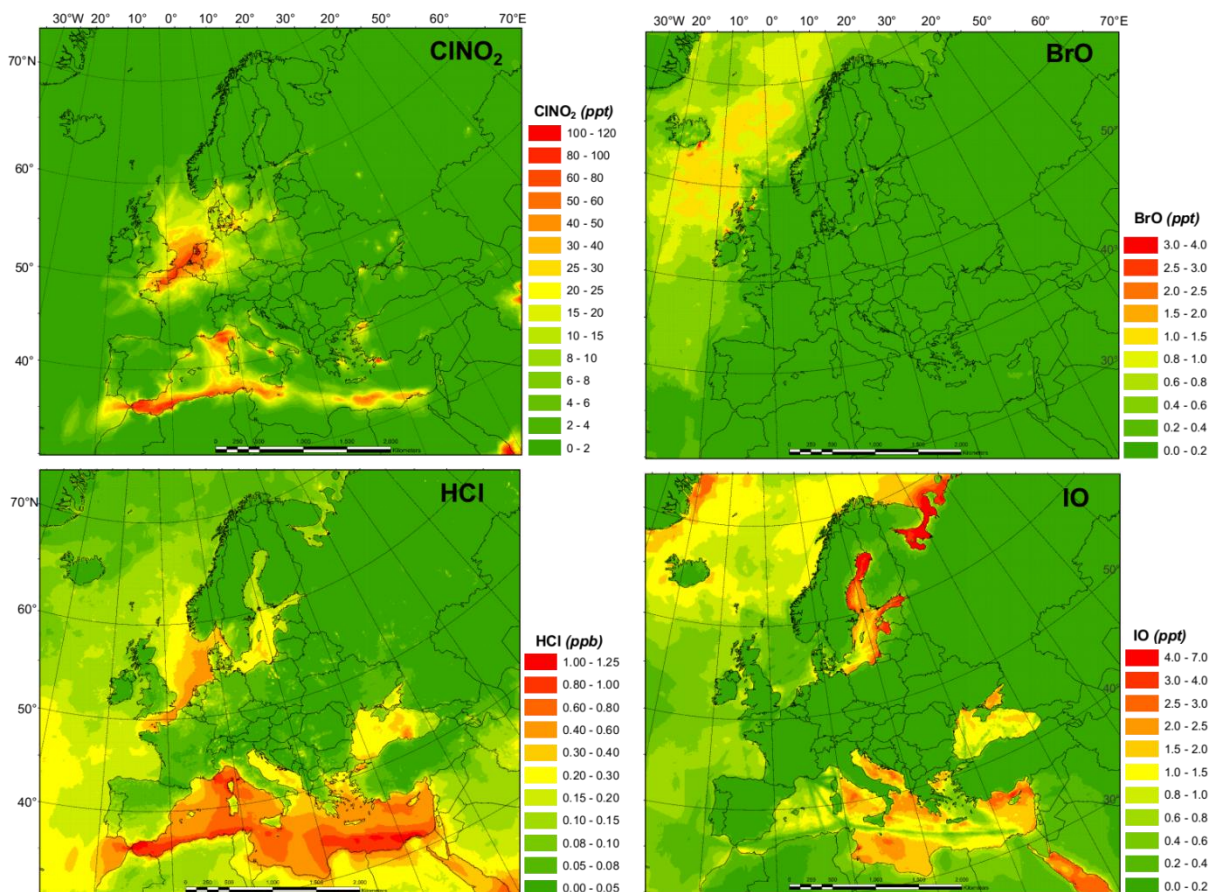 30°W 20° 10° 0° 10° 20° 30° 40° 50° 60° 70°E
ClNO₂
70°N
60°
50°
40°
ClNO₂ (ppt)
100 - 120
80 - 100
60 - 80
50 - 60
40 - 50
30 - 40
25 - 30
20 - 25
15 - 20
10 - 15
8 - 10
6 - 8
4 - 6
2 - 4
0 - 2
30°W 20° 10° 0° 10° 20° 30° 20° 40° 60° 70°E
BrO
50°
40°
30°
BrO (ppt)
3.0 - 4.0
2.5 - 3.0
2.0 - 2.5
1.5 - 2.0
1.0 - 1.5
0.8 - 1.0
0.6 - 0.8
0.4 - 0.6
0.2 - 0.4
0.0 - 0.2
HCl
70°N
60°
50°
40°
HCl (ppb)
1.00 - 1.25
0.80 - 1.00
0.60 - 0.80
0.40 - 0.60
0.30 - 0.40
0.20 - 0.30
0.15 - 0.20
0.10 - 0.15
0.08 - 0.10
0.05 - 0.08
0.00 - 0.05
IO
50°
40°
30°
IO (ppt)
4.0 - 7.0
3.0 - 4.0
2.5 - 3.0
2.0 - 2.5
1.5 - 2.0
1.0 - 1.5
0.8 - 1.0
0.6 - 0.8
0.4 - 0.6
0.2 - 0.4
0.0 - 0.2